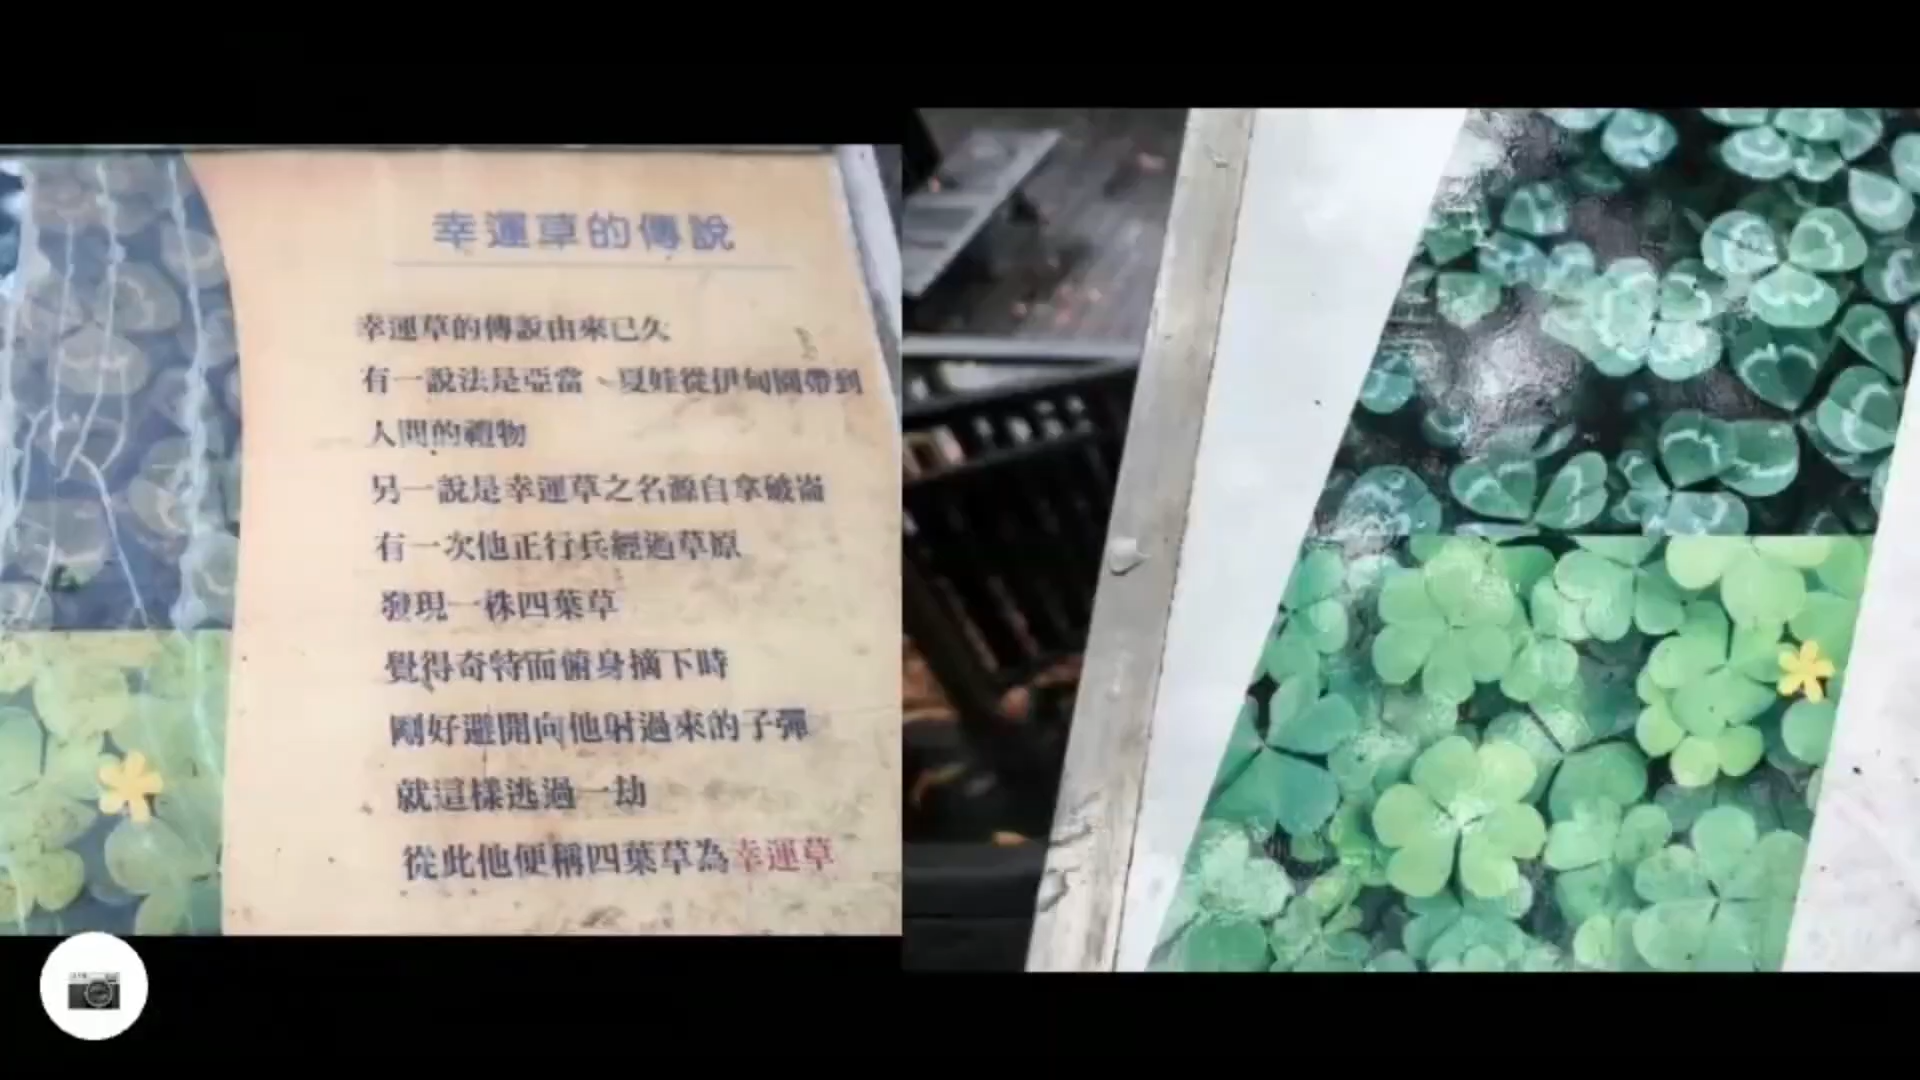 幸運草的傳說
幸運草的傳說由來已久
有一說法是亞當、夏娃從伊甸園帶到
人間的禮物
另一說是幸運草之名源自拿破崙
有一次他正行兵經過草原
發現一株四葉草
覺得奇特而俯身摘下時
剛好避開向他射過來的子彈
就這樣逃過一劫
從此他便稱四葉草為幸運草